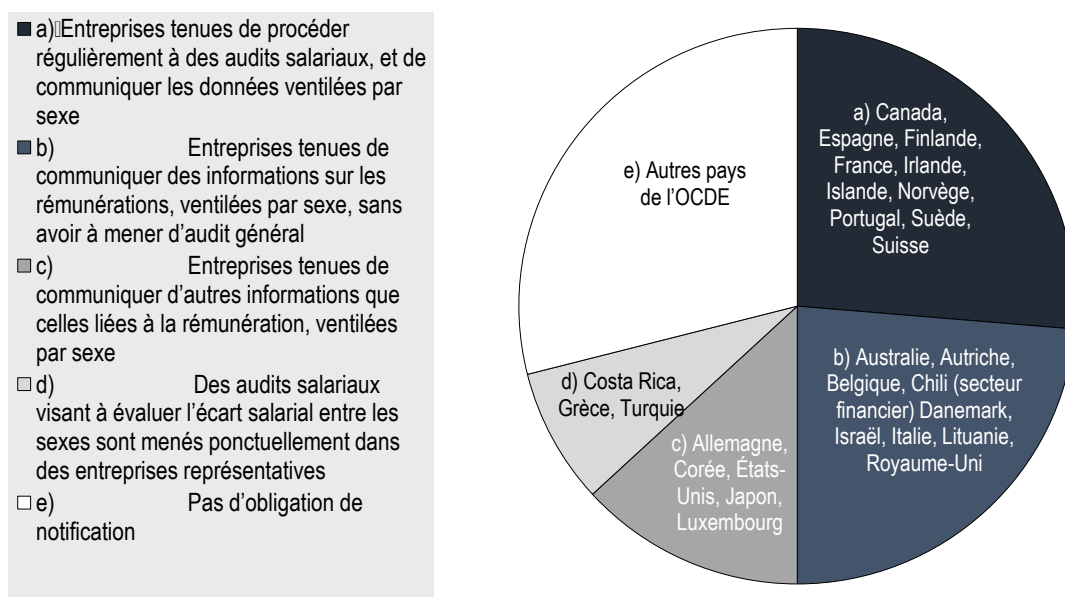 a) Entreprises tenues de procéder
régulièrement à des audits salariaux, et de
communiquer les données ventilées par
sexe
b) Entreprises tenues de
communiquer des informations sur les
rémunérations, ventilées par sexe, sans
avoir à mener d’audit général
c) Entreprises tenues de
communiquer d’autres informations que
celles liées à la rémunération, ventilées
par sexe
d) Des audits salariaux
visant à évaluer l’écart salarial entre les
sexes sont menés ponctuellement dans
des entreprises représentatives
e) Pas d’obligation de
notification
a) Canada,
Espagne, Finlande,
France, Irlande,
Islande, Norvège,
Portugal, Suède,
Suisse
b) Australie, Autriche,
Belgique, Chili (secteur
financier) Danemark,
Israël, Italie, Lituanie,
Royaume-Uni
c) Allemagne,
Corée, États-
Unis, Japon,
Luxembourg
d) Costa Rica,
Grèce, Turquie
e) Autres pays
de l’OCDE